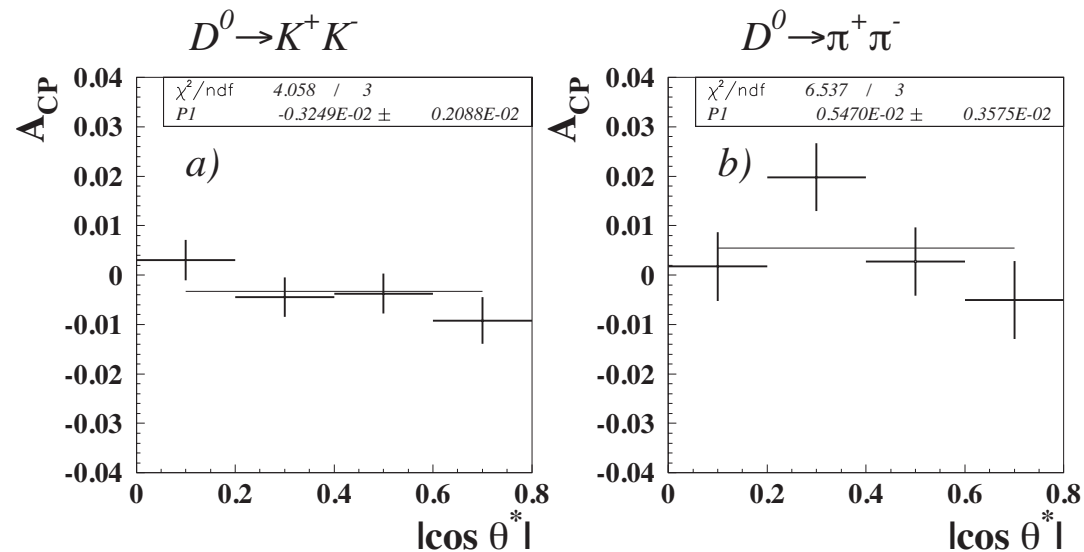 D⁰→K⁺K⁻
A_CP
χ²/ndf 4.058 / 3
P1 -0.3249E-02 ± 0.2088E-02
a)
0.04
0.03
0.02
0.01
0
-0.01
-0.02
-0.03
-0.04
0 0.2 0.4 0.6 0.8
|cos θ*|
D⁰→π⁺π⁻
A_CP
χ²/ndf 6.537 / 3
P1 0.5470E-02 ± 0.3575E-02
b)
0.04
0.03
0.02
0.01
0
-0.01
-0.02
-0.03
-0.04
0 0.2 0.4 0.6 0.8
|cos θ*|